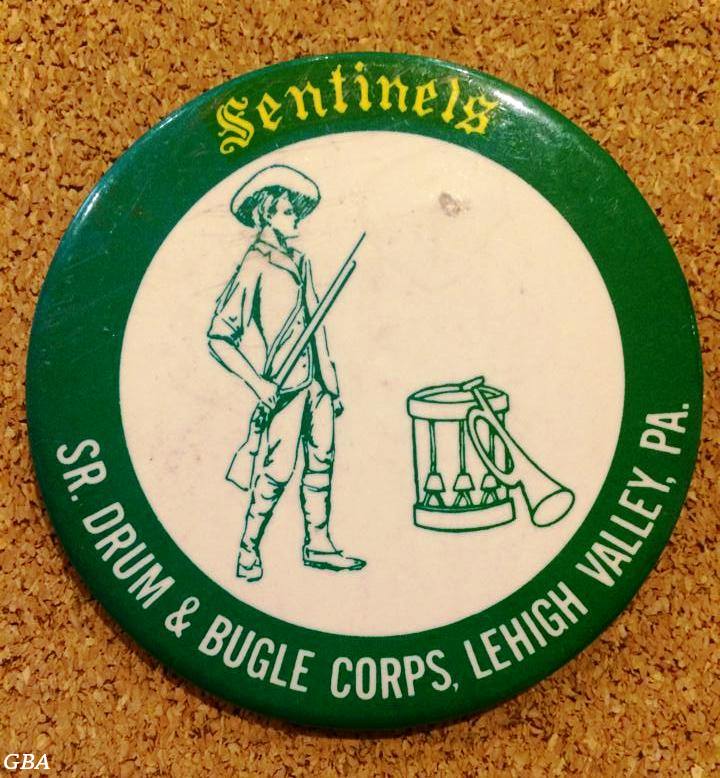 Sentinels
SR. DRUM & BUGLE CORPS, LEHIGH VALLEY, PA.
GBA